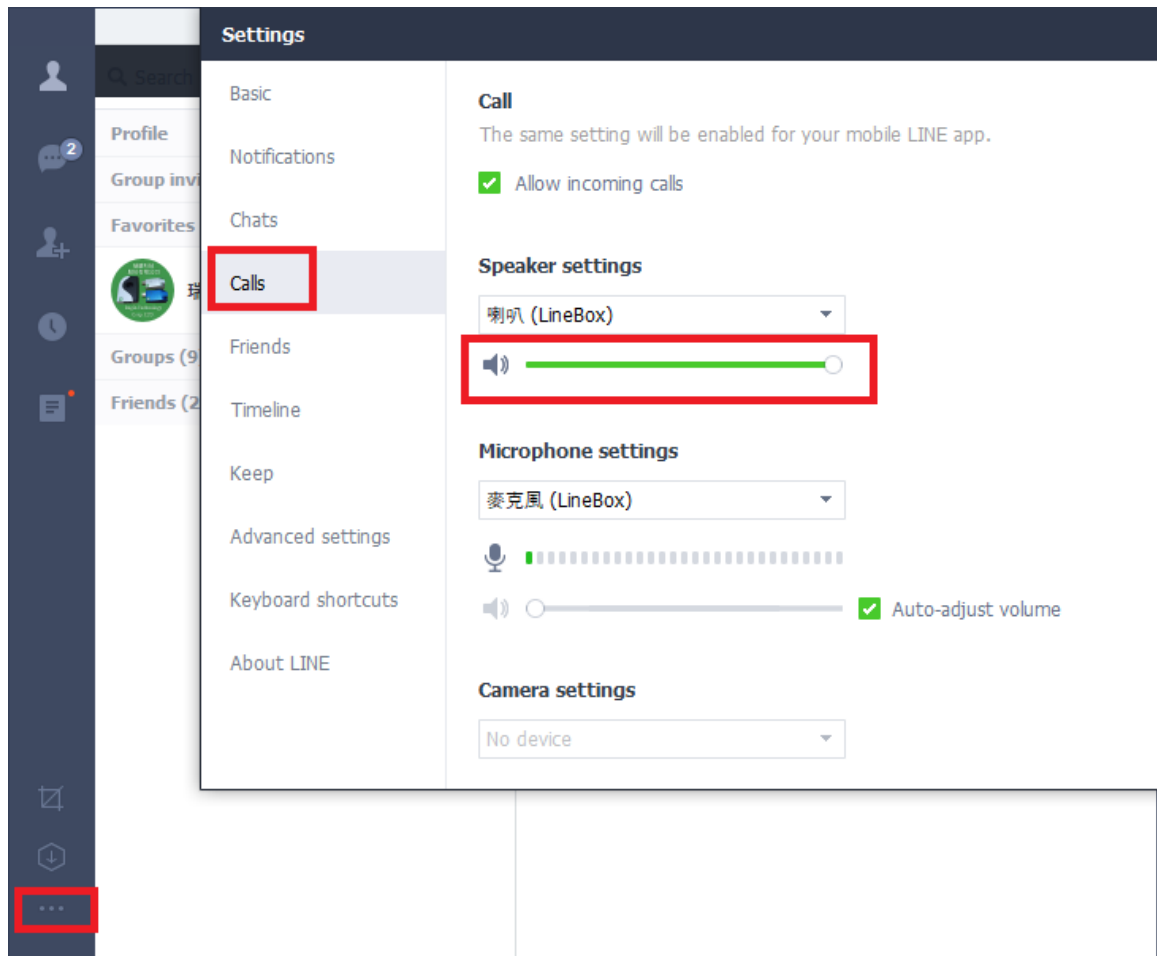 Settings
Search
2
Profile
Group invi
Favorites
瑞
Groups (9
Friends (2
Basic
Notifications
Chats
Calls
Friends
Timeline
Keep
Advanced settings
Keyboard shortcuts
About LINE
Call
The same setting will be enabled for your mobile LINE app.
Allow incoming calls
Speaker settings
喇叭 (LineBox)
Microphone settings
麥克風 (LineBox)
Auto-adjust volume
Camera settings
No device